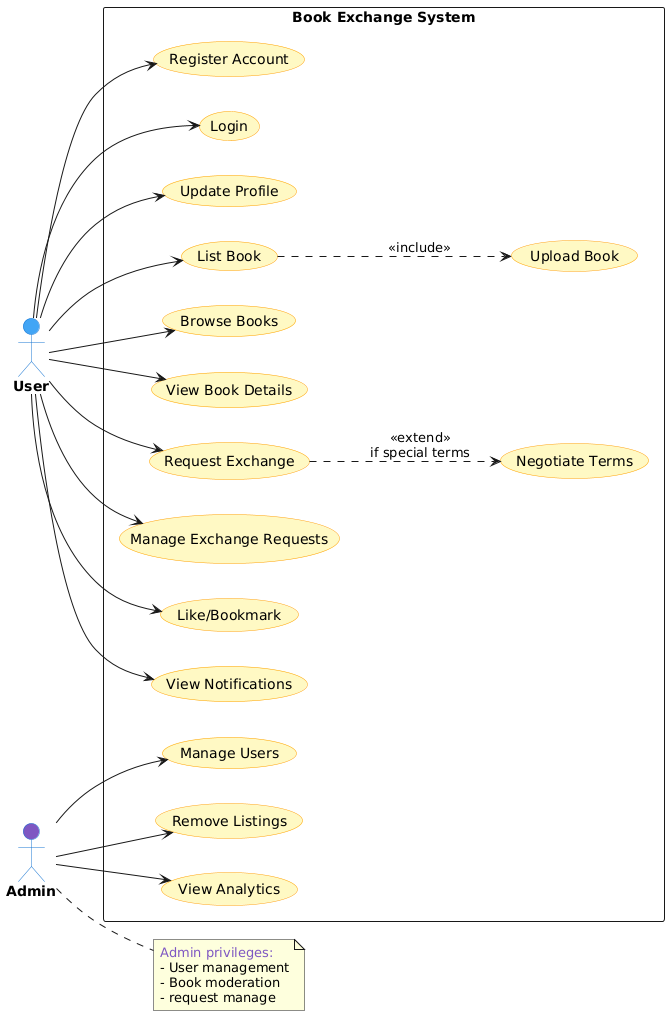 Book Exchange System
Register Account
Login
Update Profile
List Book
«include»
Upload Book
Browse Books
User
View Book Details
Request Exchange
«extend»
if special terms
Negotiate Terms
Manage Exchange Requests
Like/Bookmark
View Notifications
Manage Users
Remove Listings
Admin
View Analytics
Admin privileges:
- User management
- Book moderation
- request manage